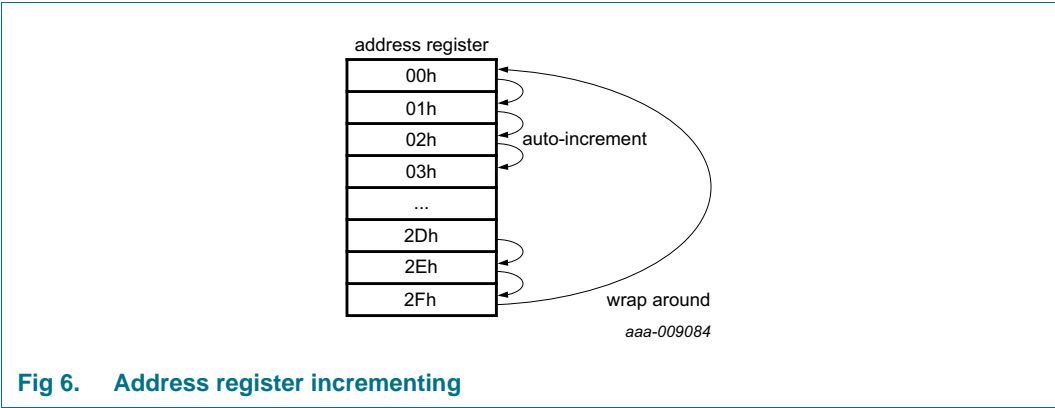 address register
00h
01h
02h
auto-increment
03h
...
2Dh
2Eh
2Fh
wrap around
aaa-009084
Fig 6. Address register incrementing